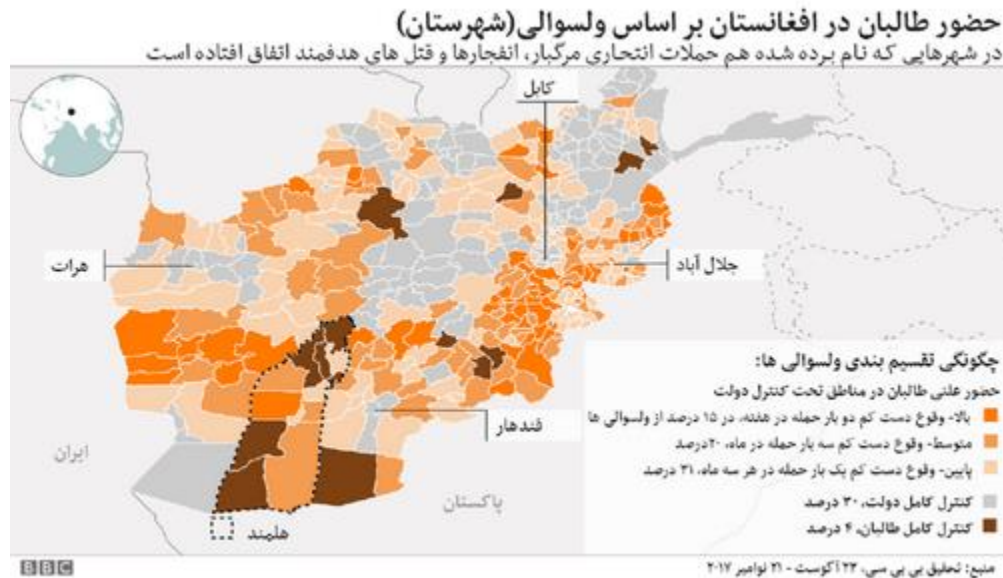 حضور طالبان در افغانستان بر اساس ولسوالی(شهرستان)
در شهرهایی که نام برده شده هم حملات انتحاری مرگبار، انفجارها و قتل های هدفمند اتفاق افتاده است
کابل
هرات
جلال آباد
قندهار
ایران
پاکستان
هلمند
چگونگی تقسیم بندی ولسوالی ها:
حضور علنی طالبان در مناطق تحت کنترل دولت
بالا- وقوع دست کم دو بار حمله در هفته، در ۱۵ درصد از ولسوالی ها
متوسط- وقوع دست کم سه بار حمله در ماه، ۲۰درصد
پایین- وقوع دست کم یک بار حمله در هر سه ماه، ۳۱ درصد
کنترل کامل دولت، ۳۰ درصد
کنترل کامل طالبان، ۴ درصد
BBC
منبع: تحقیق بی بی سی، ۲۳ آگوست - ۲۱ نوامبر ۲۰۱۷